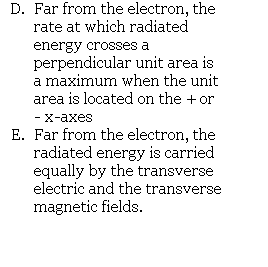 D. Far from the electron, the
rate at which radiated
energy crosses a
perpendicular unit area is
a maximum when the unit
area is located on the + or
- x-axes
E. Far from the electron, the
radiated energy is carried
equally by the transverse
electric and the transverse
magnetic fields.